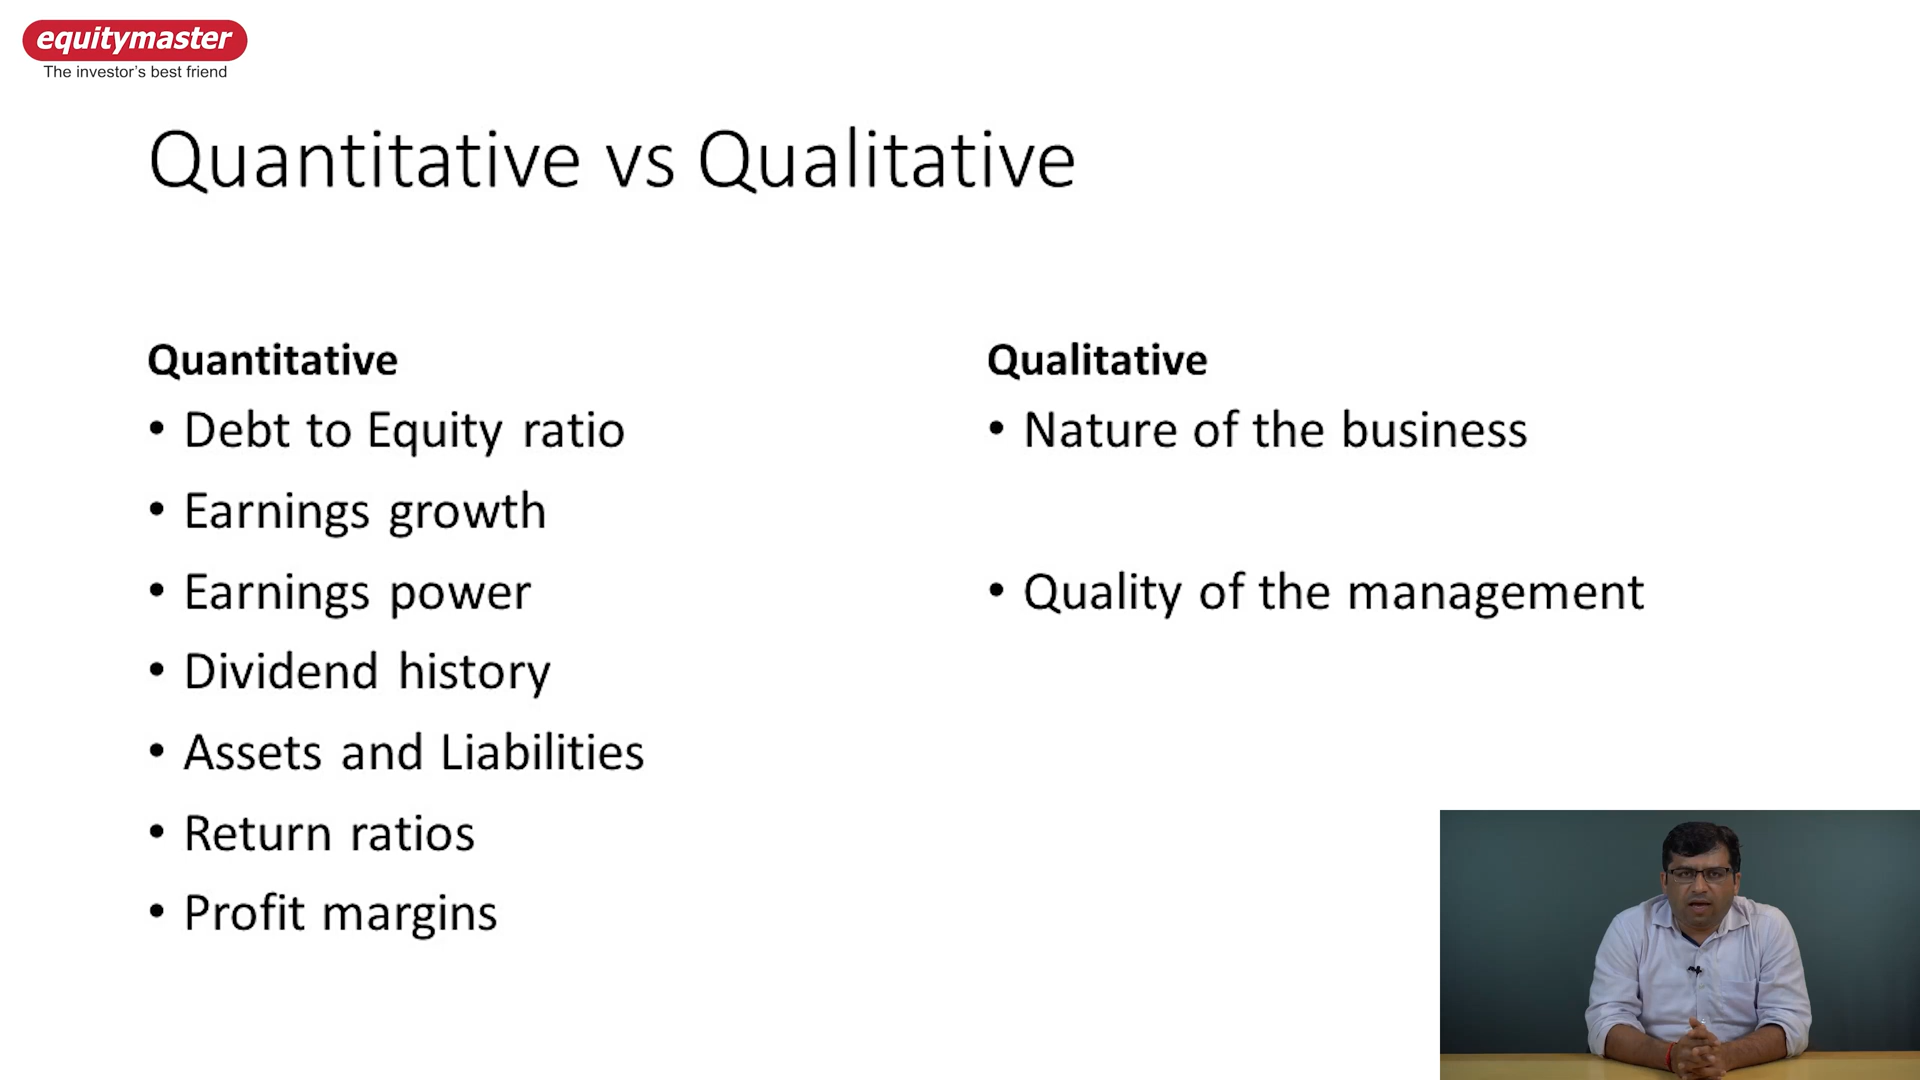 equitymaster
The investor's best friend
Quantitative vs Qualitative
Quantitative
• Debt to Equity ratio
• Earnings growth
• Earnings power
• Dividend history
• Assets and Liabilities
• Return ratios
• Profit margins
Qualitative
• Nature of the business
• Quality of the management